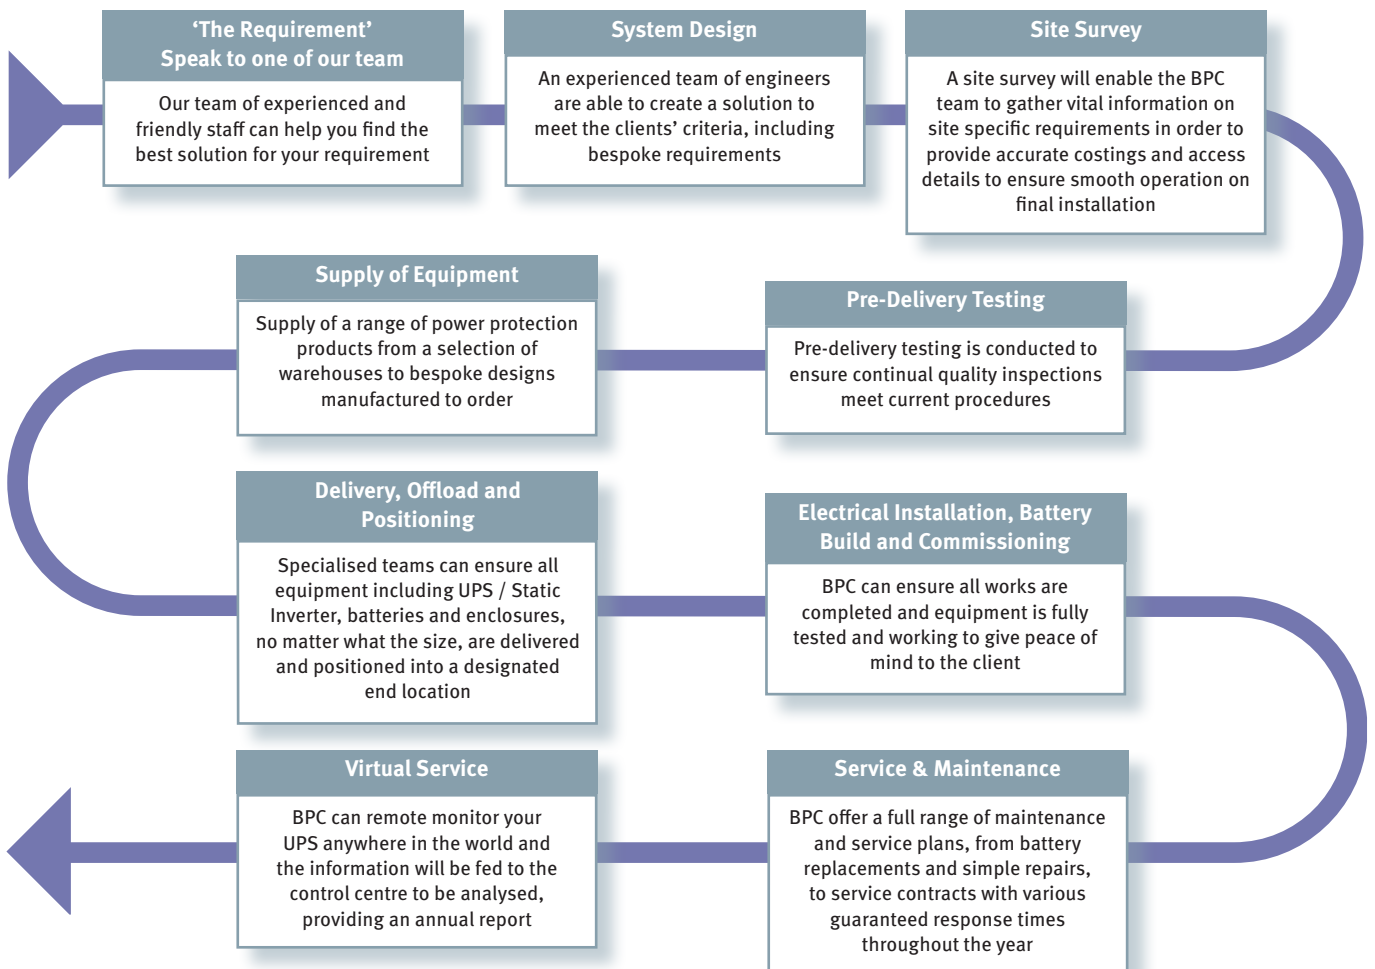 ‘The Requirement’
Speak to one of our team
Our team of experienced and
friendly staff can help you find the
best solution for your requirement
System Design
An experienced team of engineers
are able to create a solution to
meet the clients’ criteria, including
bespoke requirements
Site Survey
A site survey will enable the BPC
team to gather vital information on
site specific requirements in order to
provide accurate costings and access
details to ensure smooth operation on
final installation
Pre-Delivery Testing
Pre-delivery testing is conducted to
ensure continual quality inspections
meet current procedures
Supply of Equipment
Supply of a range of power protection
products from a selection of
warehouses to bespoke designs
manufactured to order
Delivery, Offload and
Positioning
Specialised teams can ensure all
equipment including UPS / Static
Inverter, batteries and enclosures,
no matter what the size, are delivered
and positioned into a designated
end location
Electrical Installation, Battery
Build and Commissioning
BPC can ensure all works are
completed and equipment is fully
tested and working to give peace of
mind to the client
Service & Maintenance
BPC offer a full range of maintenance
and service plans, from battery
replacements and simple repairs,
to service contracts with various
guaranteed response times
throughout the year
Virtual Service
BPC can remote monitor your
UPS anywhere in the world and
the information will be fed to the
control centre to be analysed,
providing an annual report